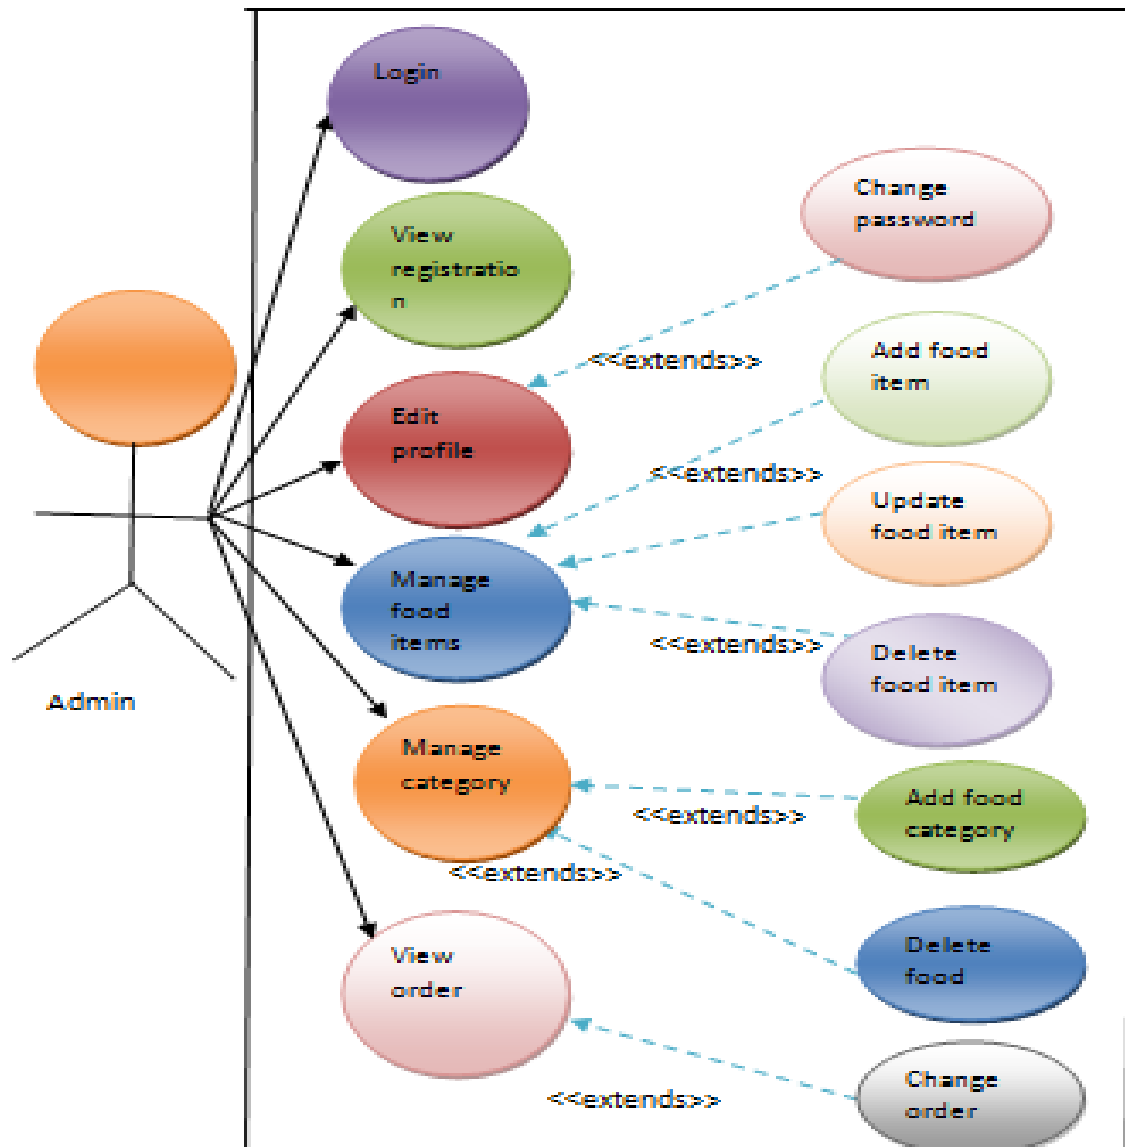 Login
View
registratio
n
Edit
profile
Manage
food
items
Manage
category
View
order
Admin
Change
password
Add food
item
Update
food item
Delete
food item
Add food
category
Delete
food
Change
order
<<extends>>
<<extends>>
<<extends>>
<<extends>>
<<extends>>
<<extends>>